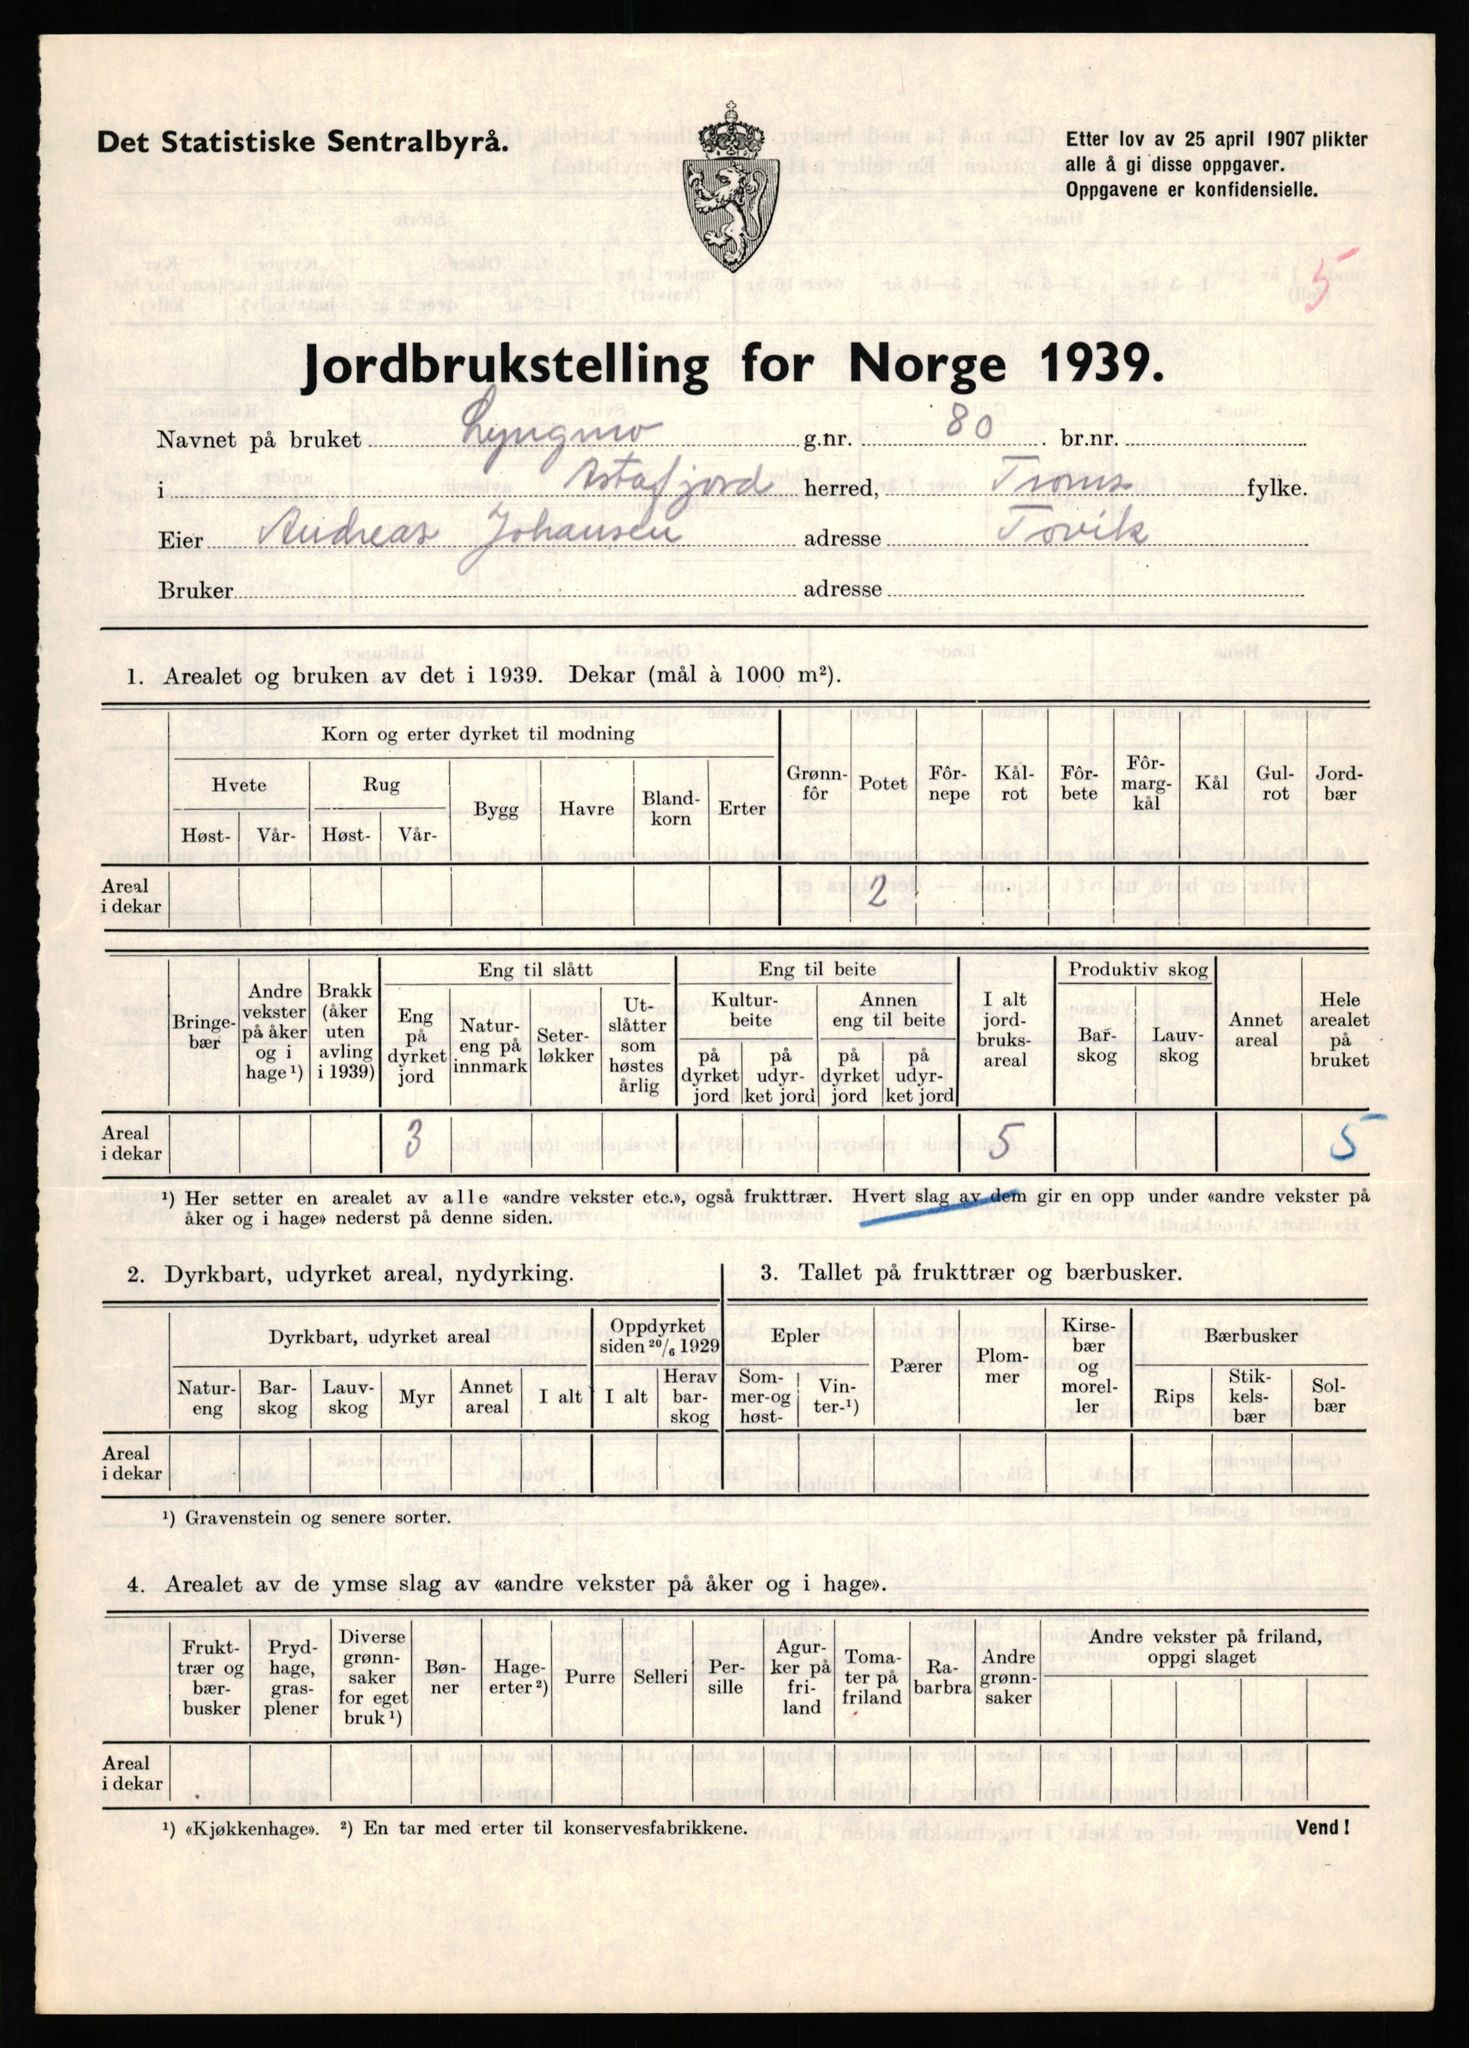 Det Statistiske Sentralbyrå.
Etter lov av 25 april 1907 plikter
alle å gi disse oppgaver.
Oppgavene er konfidensielle.
5
Jordbrukstelling for Norge 1939.
Navnet på bruket Lyngmo g.nr. 80 br.nr.
i Astafjord herred, Troms fylke.
Eier Andreas Johansen adresse Tovik
Bruker adresse
1. Arealet og bruken av det i 1939. Dekar (mål à 1000 m²).
Korn og erter dyrket til modning
Hvete Rug Bygg Havre Bland-korn Erter Grønn-fôr Potet Fôr-nepe Kål-rot Fôr-bete Fôr-marg-kål Kål Gul-rot Jord-bær
Høst- Vår- Høst- Vår-
Areal i dekar 2
Eng til slått Eng til beite Produktiv skog
Kultur-beite Annen eng til beite
Bringe-bær Andre vekster på åker og i hage ¹) Brakk (åker uten avling i 1939) Eng på dyrket jord Natur-eng på innmark Seter-løkker Ut-slåtter som høstes årlig på dyrket jord på udyr-ket jord på dyrket jord på udyr-ket jord I alt jord-bruks-areal Bar-skog Lauv-skog Annet areal Hele arealet på bruket
Areal i dekar 3 5 5
¹) Her setter en arealet av alle «andre vekster etc.», også frukttrær. Hvert slag av dem gir en opp under «andre vekster på
åker og i hage» nederst på denne siden.
2. Dyrkbart, udyrket areal, nydyrking.
Dyrkbart, udyrket areal Oppdyrket siden 20/6 1929
Natur-eng Bar-skog Lauv-skog Myr Annet areal I alt I alt Herav bar-skog
Areal i dekar
¹) Gravenstein og senere sorter.
3. Tallet på frukttrær og bærbusker.
Epler Pærer Plom-mer Kirse-bær og morel-ler Bærbusker
Som-mer-og høst- Vin-ter-¹) Rips Stik-kels-bær Sol-bær
4. Arealet av de ymse slag av «andre vekster på åker og i hage».
Frukt-trær og bær-busker Pryd-hage, gras-plener Diverse grønn-saker for eget bruk ¹) Bøn-ner Hage-erter ²) Purre Selleri Per-sille Agur-ker på fri-land Toma-ter på friland Ra-barbra Andre grønn-saker Andre vekster på friland, oppgi slaget
Areal i dekar
¹) «Kjøkkenhage». ²) En tar med erter til konservesfabrikkene.
Vend!